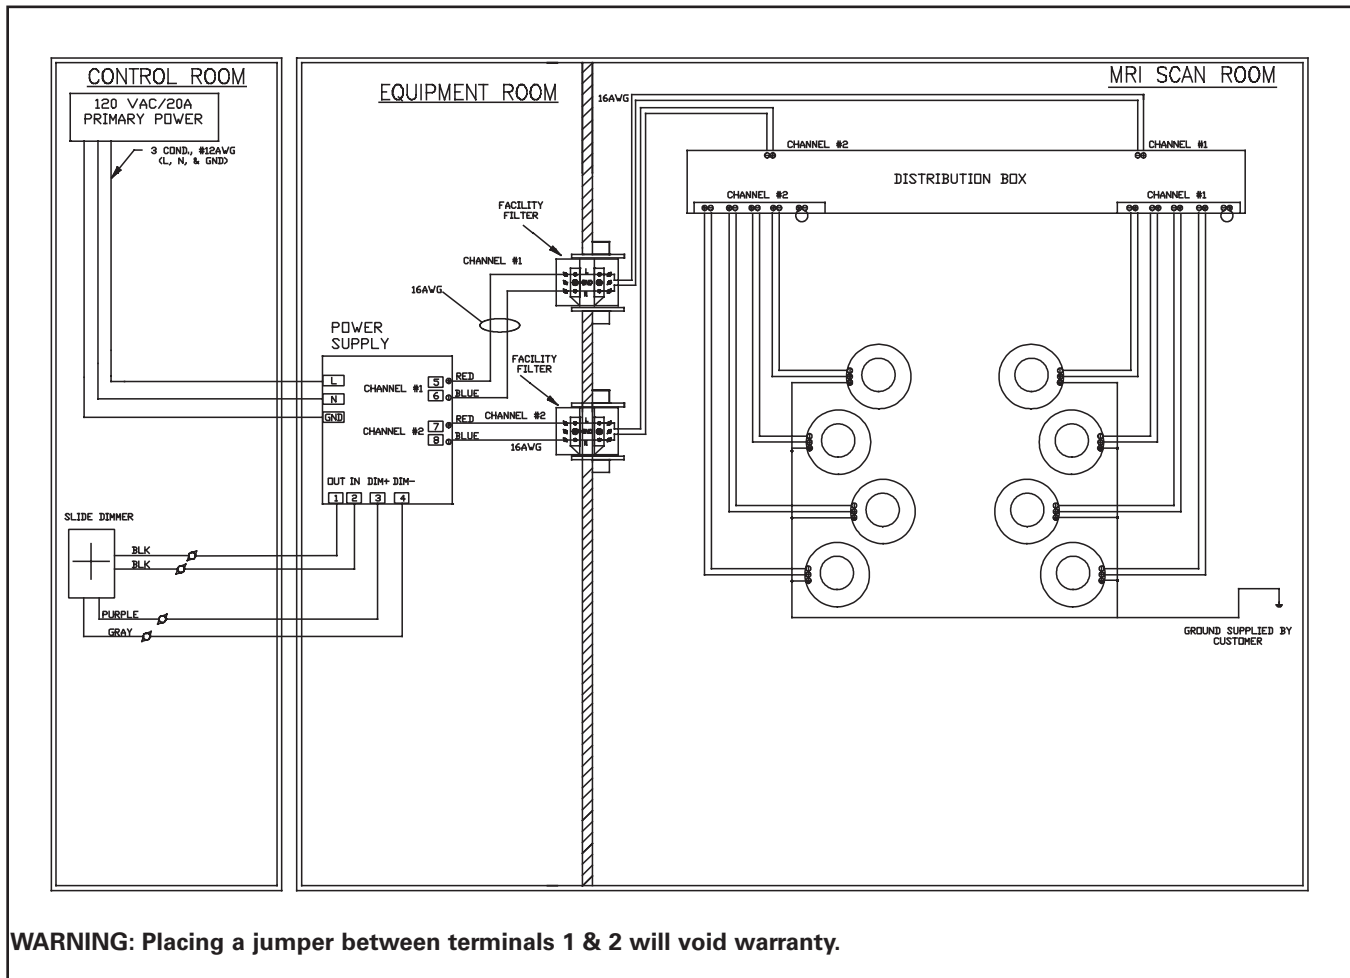 CONTROL ROOM
120 VAC/20A
PRIMARY POWER
3 COND., #12AWG
(L, N, & GND)
EQUIPMENT ROOM
MRI SCAN ROOM
16AWG
CHANNEL #2
CHANNEL #1
DISTRIBUTION BOX
CHANNEL #2
CHANNEL #1
FACILITY
FILTER
CHANNEL #1
L
GND
N
16AWG
POWER
SUPPLY
FACILITY
FILTER
L
N
GND
CHANNEL #1
5
RED
6
BLUE
CHANNEL #2
7
RED
8
BLUE
CHANNEL #2
16AWG
L
GND
N
OUT IN DIM+ DIM-
1 2 3 4
SLIDE DIMMER
BLK
BLK
PURPLE
GRAY
GROUND SUPPLIED BY
CUSTOMER
WARNING: Placing a jumper between terminals 1 & 2 will void warranty.